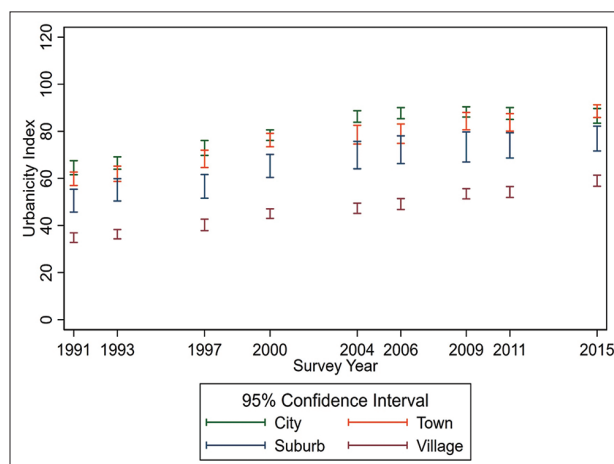 120
100
80
60
40
20
0
Urbanicity Index
1991 1993 1997 2000 2004 2006 2009 2011 2015
Survey Year
95% Confidence Interval
City Town
Suburb Village